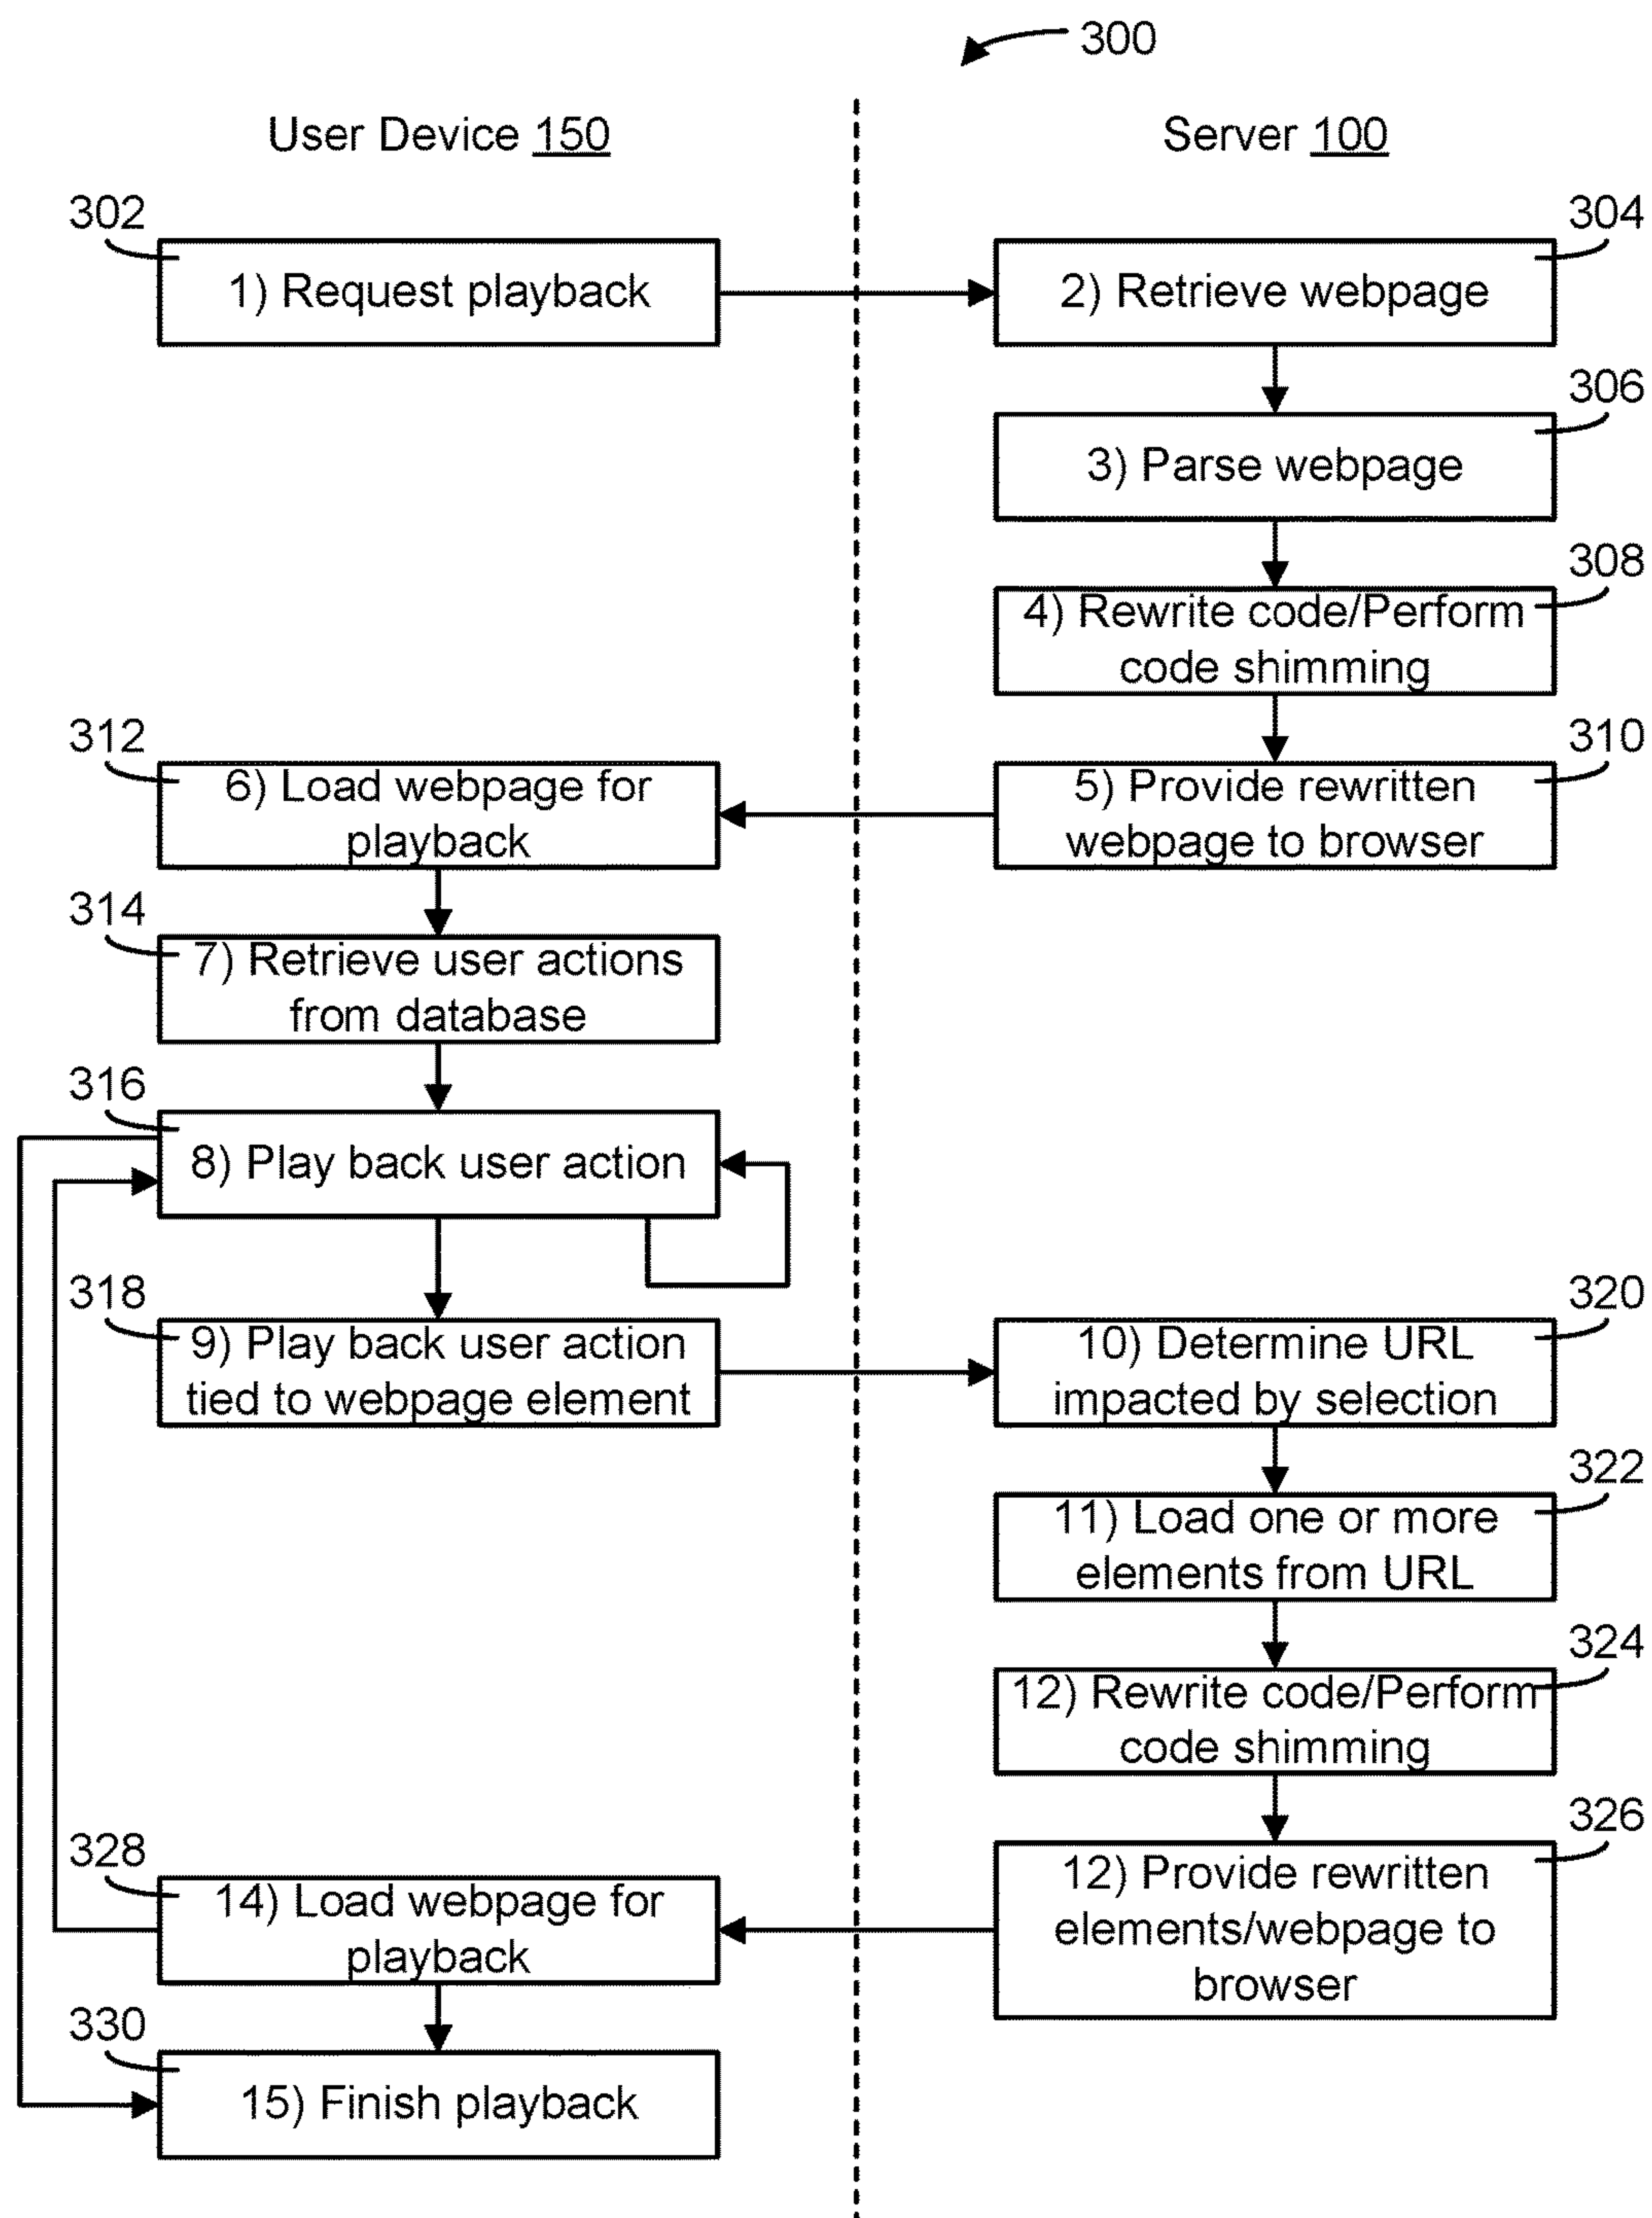 300
User Device 150
Server 100
302
1) Request playback
304
2) Retrieve webpage
306
3) Parse webpage
308
4) Rewrite code/Perform
code shimming
310
5) Provide rewritten
webpage to browser
312
6) Load webpage for
playback
314
7) Retrieve user actions
from database
316
8) Play back user action
318
9) Play back user action
tied to webpage element
320
10) Determine URL
impacted by selection
322
11) Load one or more
elements from URL
324
12) Rewrite code/Perform
code shimming
326
12) Provide rewritten
elements/webpage to
browser
328
14) Load webpage for
playback
330
15) Finish playback